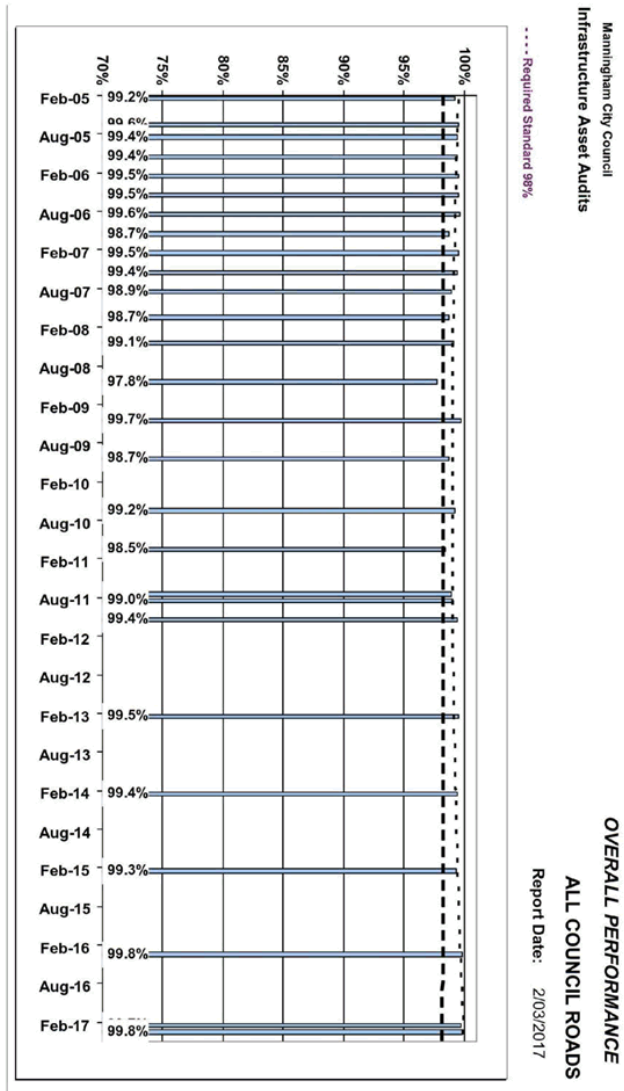 Manningham City Council
Infrastructure Asset Audits
OVERALL PERFORMANCE
ALL COUNCIL ROADS
Report Date: 2/03/2017
---- Required Standard 98%
100%
95%
90%
85%
80%
75%
70%
99.2%
99.6%
99.4%
99.4%
99.5%
99.5%
99.6%
98.7%
99.5%
99.4%
98.9%
98.7%
99.1%
97.8%
99.7%
98.7%
99.2%
98.5%
99.0%
99.4%
99.5%
99.4%
99.3%
99.8%
99.8%
Feb-05
Aug-05
Feb-06
Aug-06
Feb-07
Aug-07
Feb-08
Aug-08
Feb-09
Aug-09
Feb-10
Aug-10
Feb-11
Aug-11
Feb-12
Aug-12
Feb-13
Aug-13
Feb-14
Aug-14
Feb-15
Aug-15
Feb-16
Aug-16
Feb-17